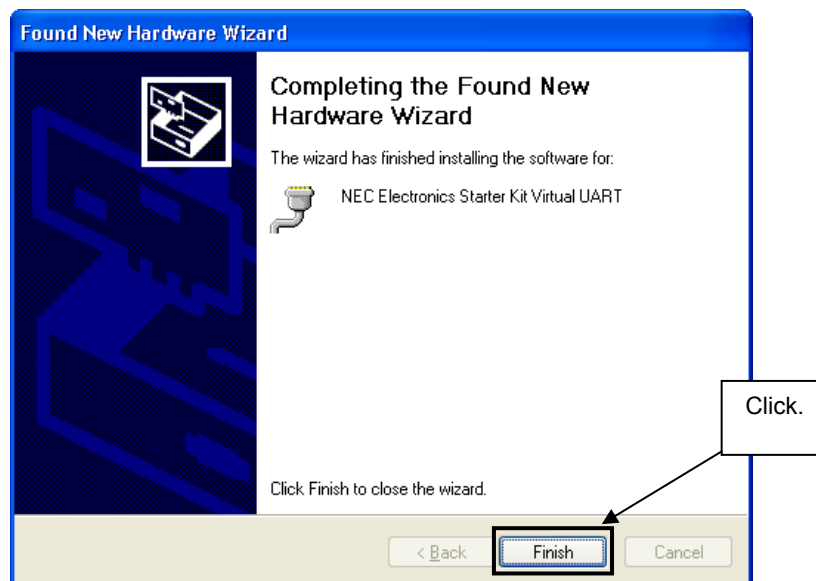 Found New Hardware Wizard
Completing the Found New
Hardware Wizard
The wizard has finished installing the software for:
NEC Electronics Starter Kit Virtual UART
Click.
Click Finish to close the wizard.
< Back Finish Cancel